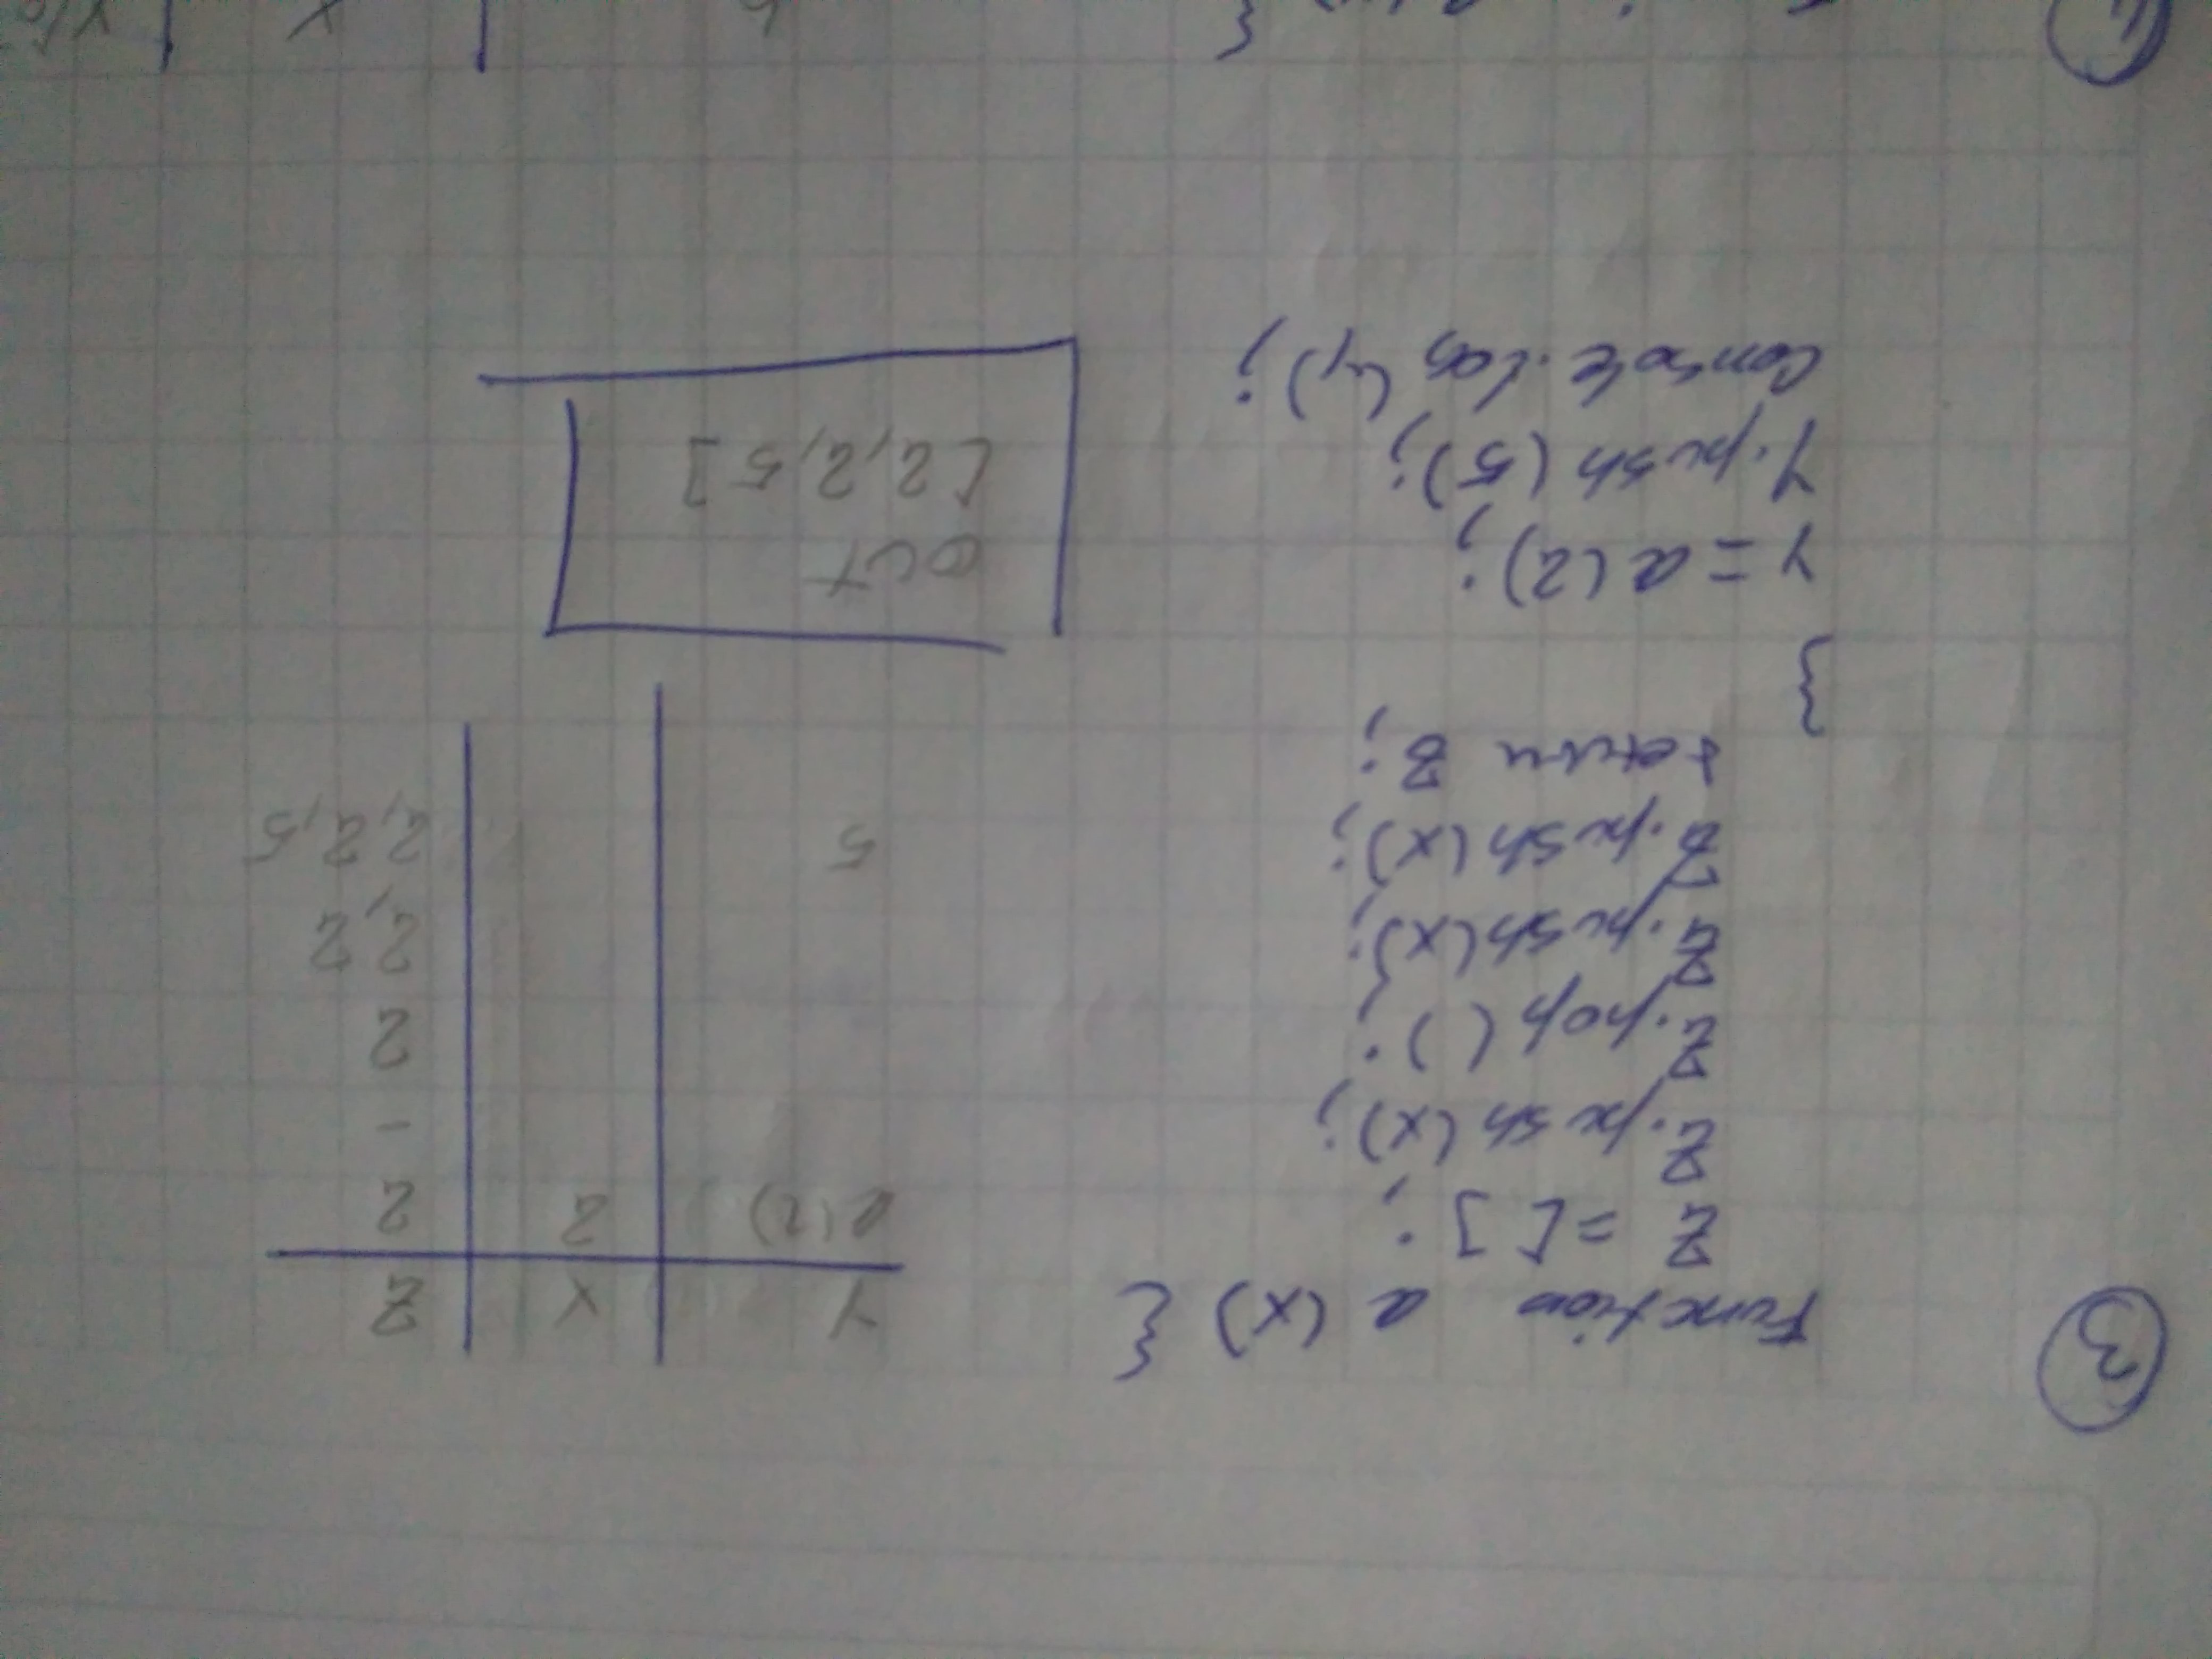 3
Function a (x) {
Z = [ ];
Z.push(x);
Z.pop( );
Z.push(x);
Z.push(x);
return Z;
}
Y = a(2);
Y.push(5);
Console.log(y);
Y X Z
a(2) 2 2
-
2
2,2
5 2,2,5
out
[2,2,5]